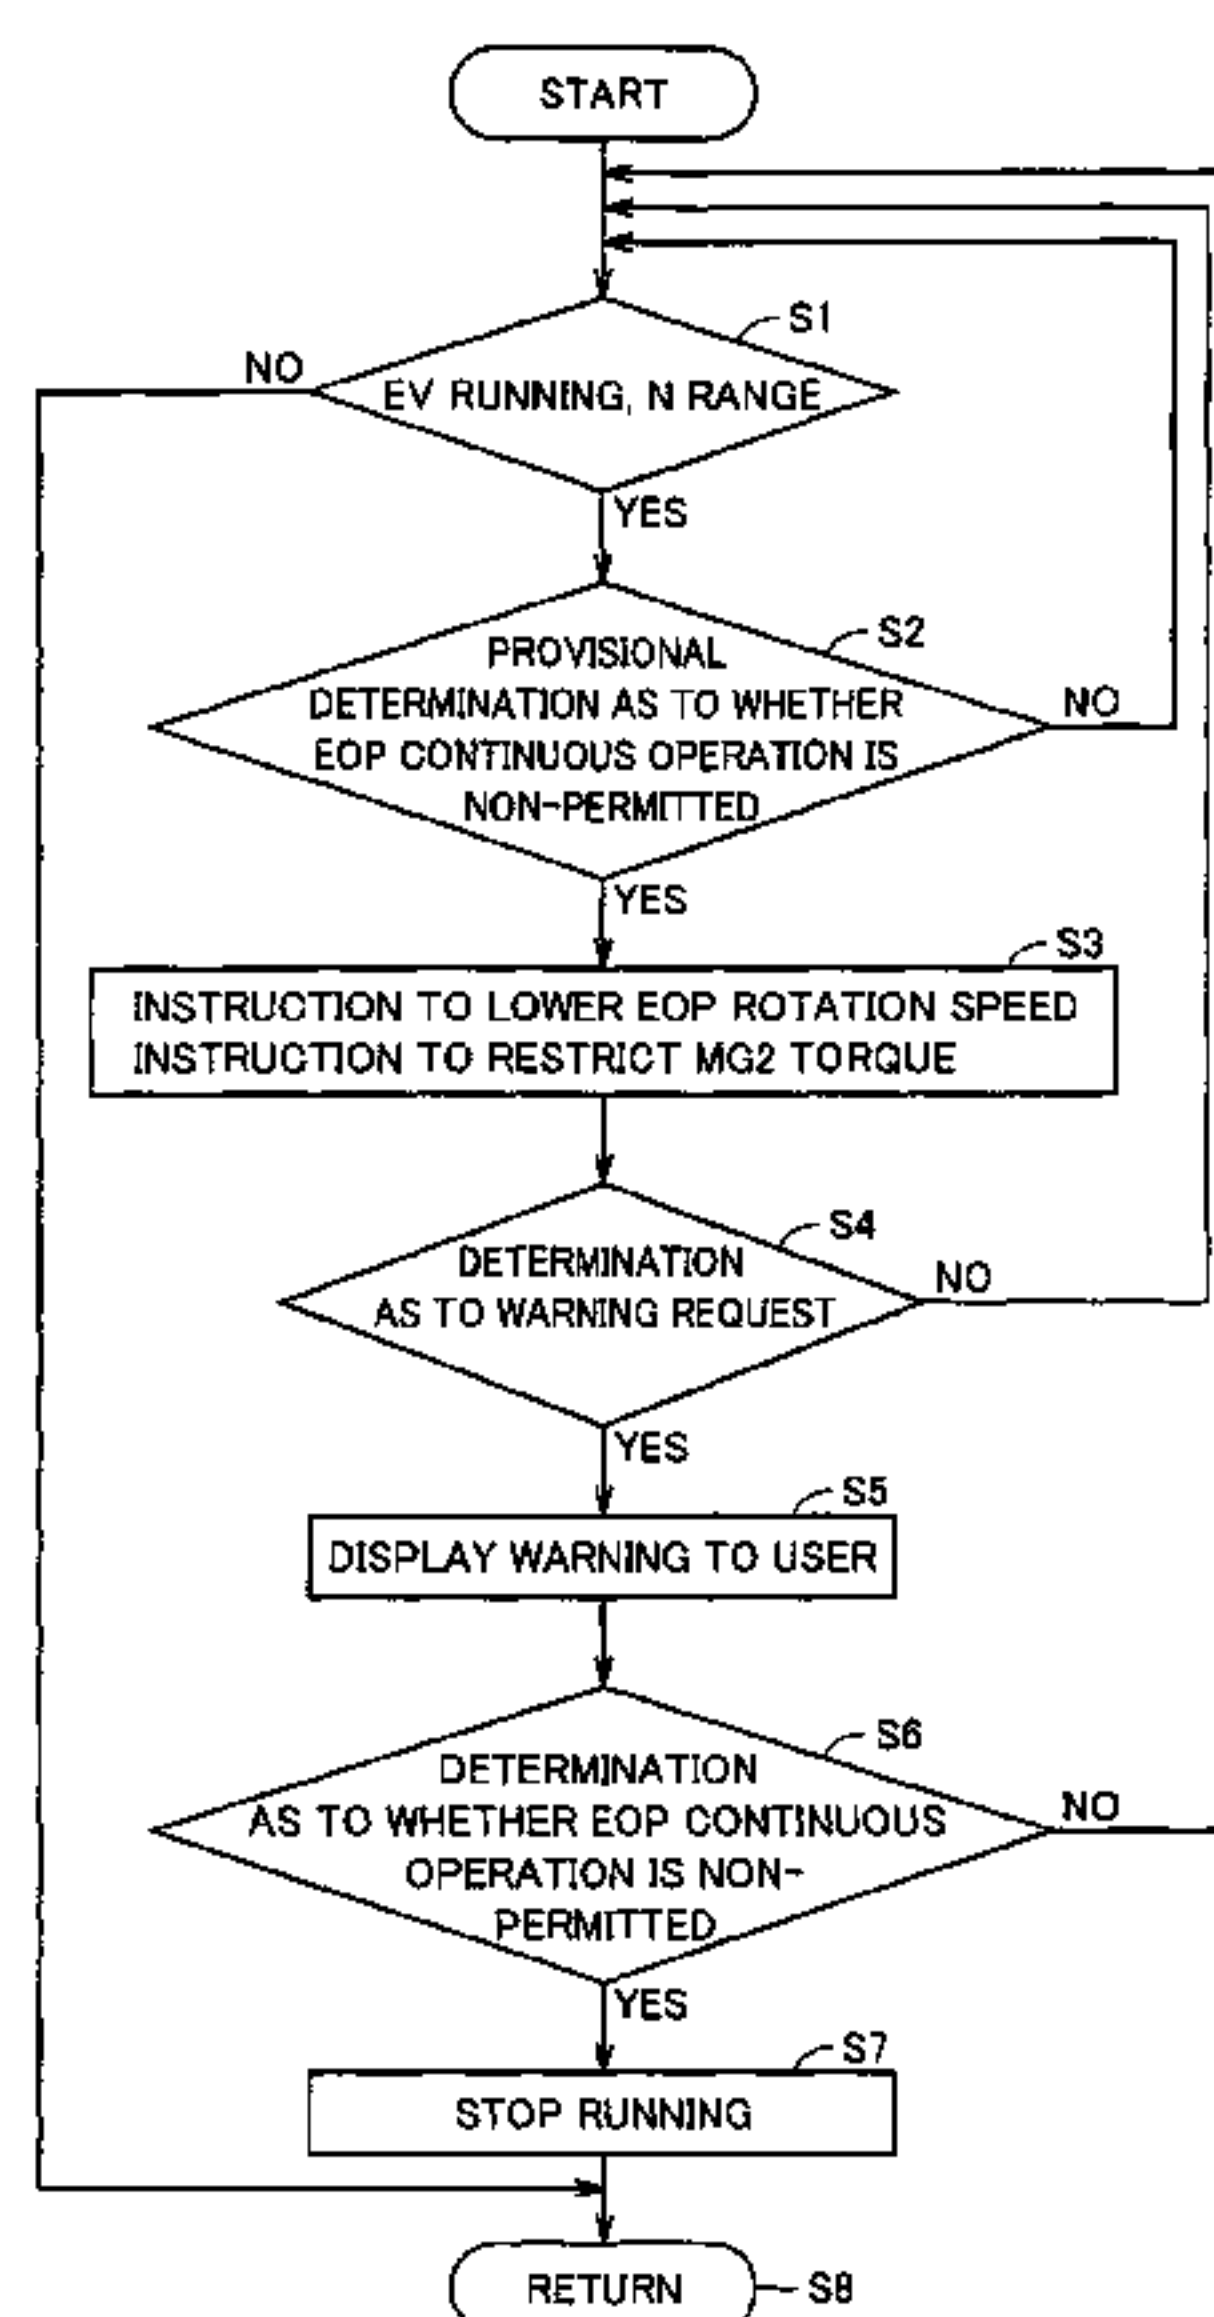 START
S1
NO
EV RUNNING, N RANGE
YES
S2
PROVISIONAL
DETERMINATION AS TO WHETHER
EOP CONTINUOUS OPERATION IS
NON-PERMITTED
NO
YES
S3
INSTRUCTION TO LOWER EOP ROTATION SPEED
INSTRUCTION TO RESTRICT MG2 TORQUE
S4
DETERMINATION
AS TO WARNING REQUEST
NO
YES
S5
DISPLAY WARNING TO USER
S6
DETERMINATION
AS TO WHETHER EOP CONTINUOUS
OPERATION IS NON-
PERMITTED
NO
YES
S7
STOP RUNNING
RETURN
S8